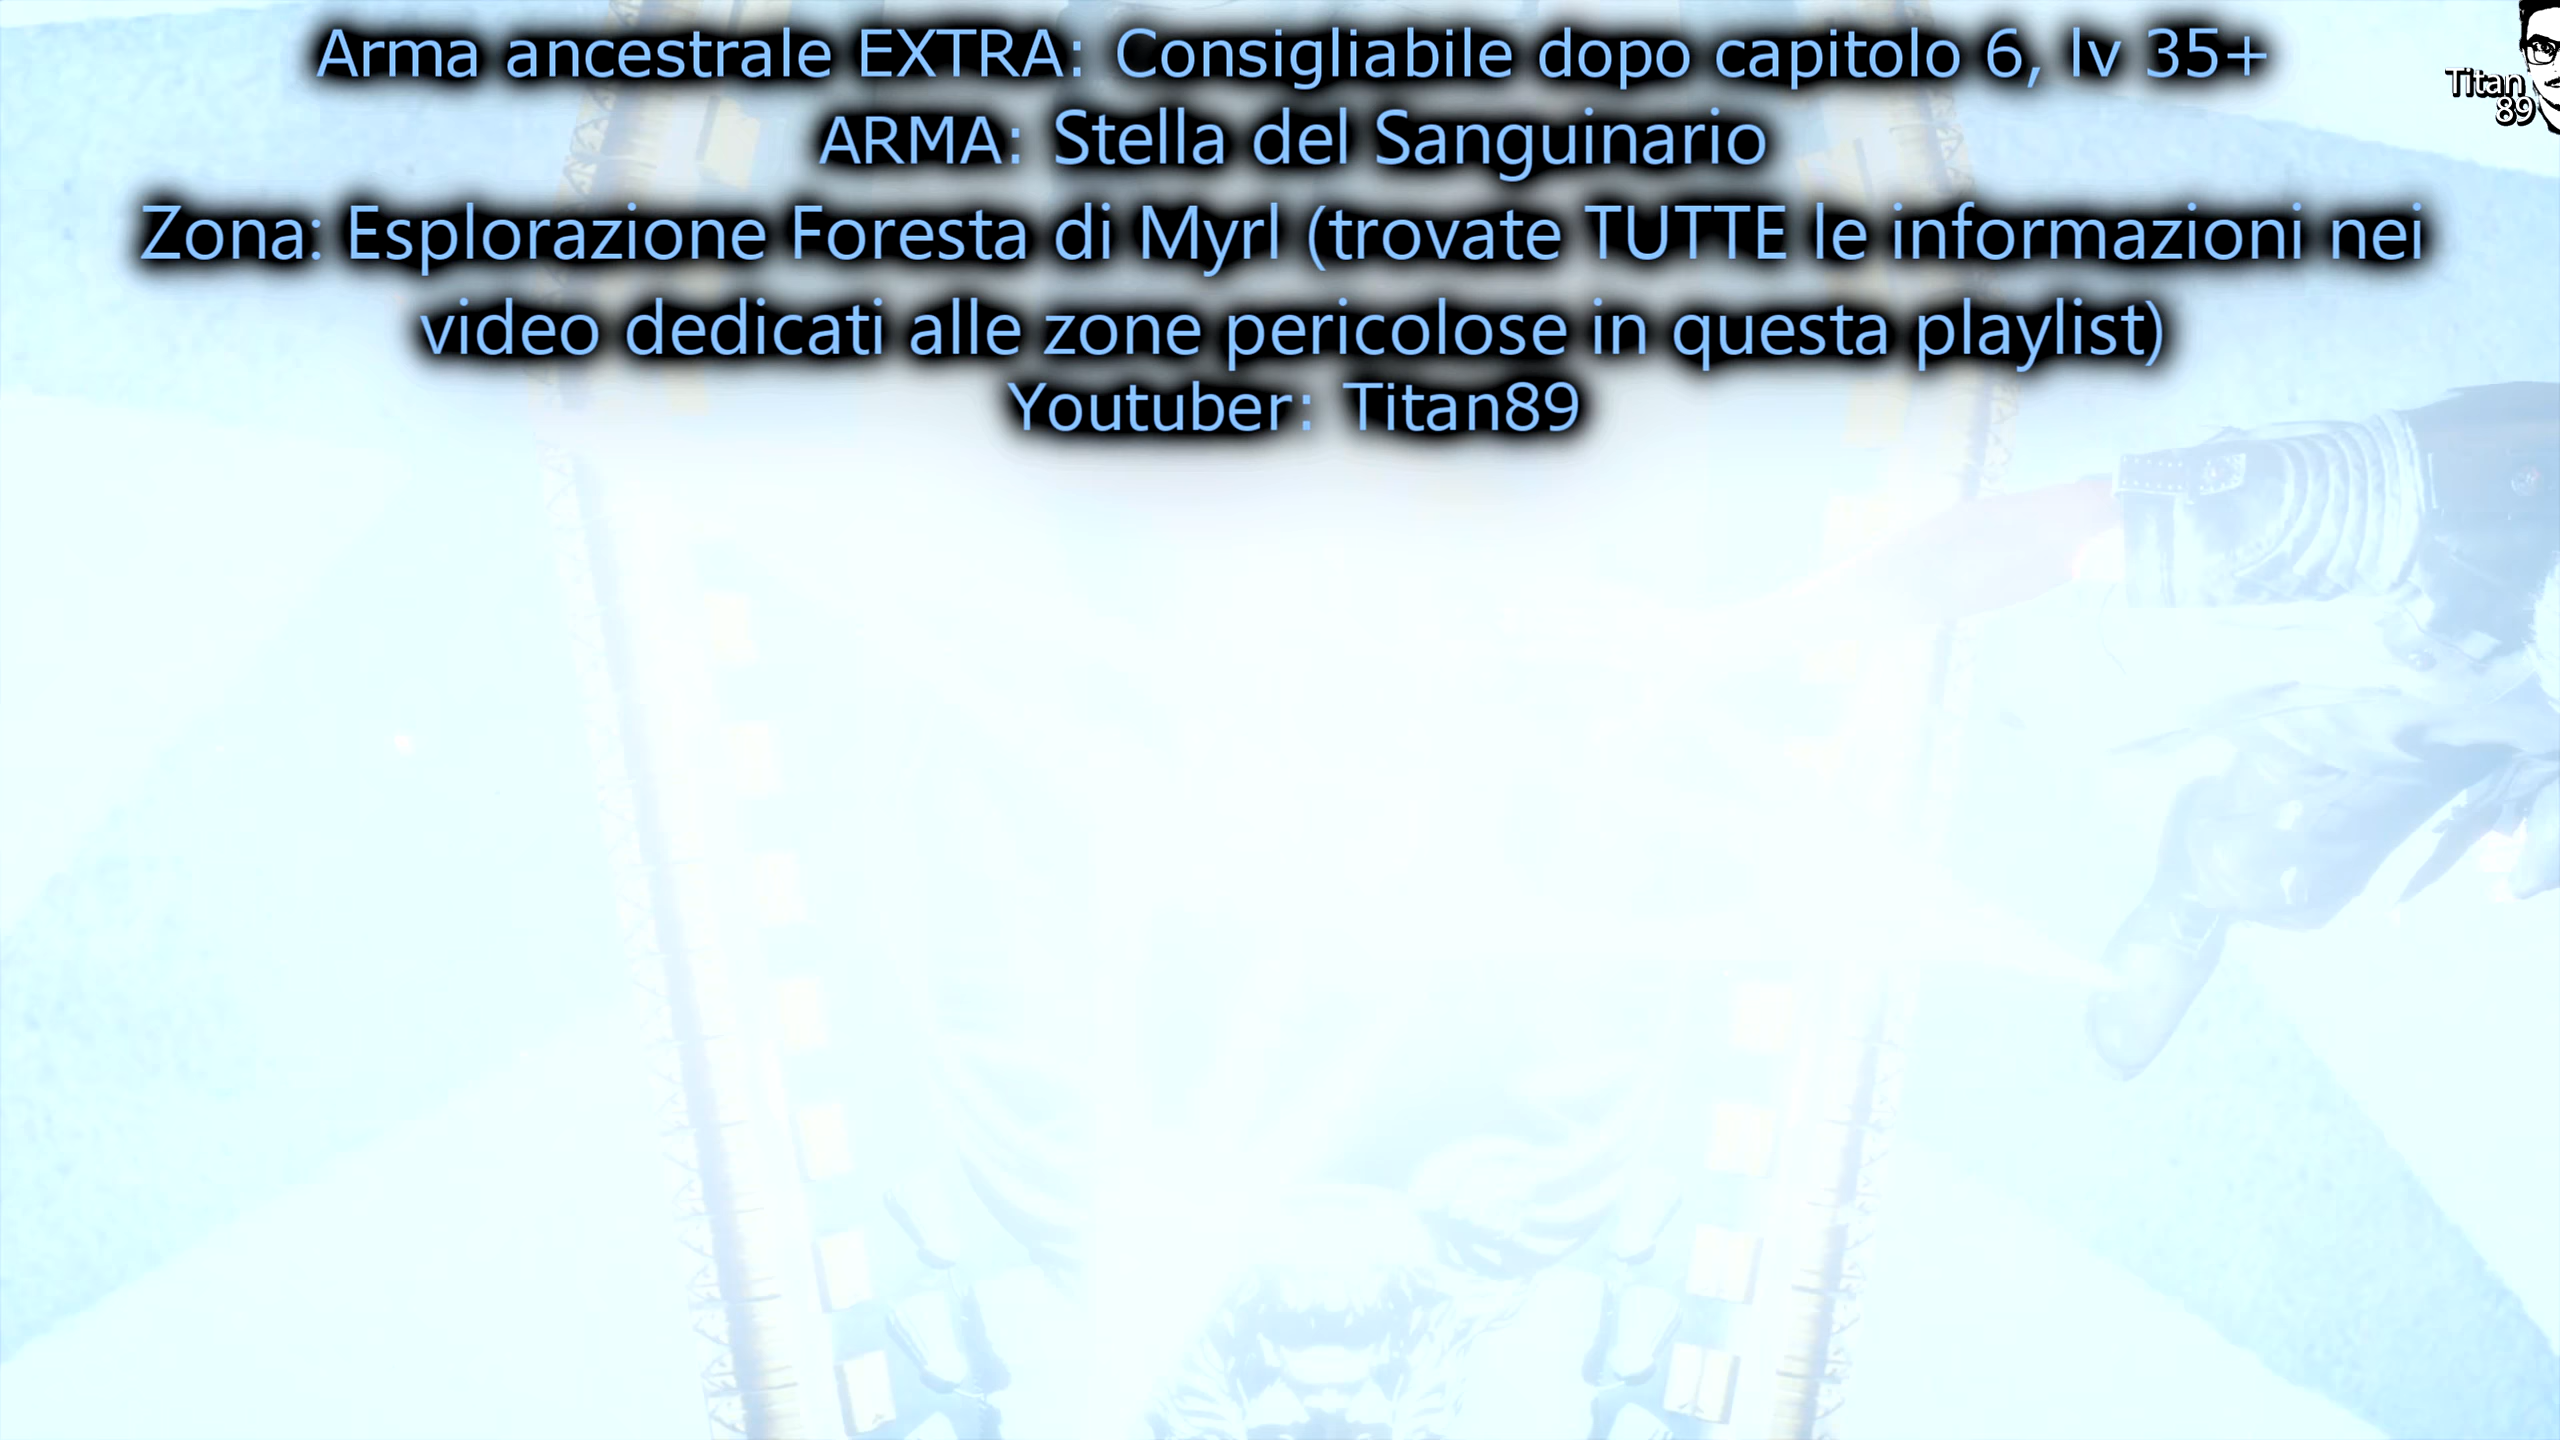 Arma ancestrale EXTRA: Consigliabile dopo capitolo 6, lv 35+
ARMA: Stella del Sanguinario
Zona: Esplorazione Foresta di Myrl (trovate TUTTE le informazioni nei
video dedicati alle zone pericolose in questa playlist)
Youtuber: Titan89
Titan
89